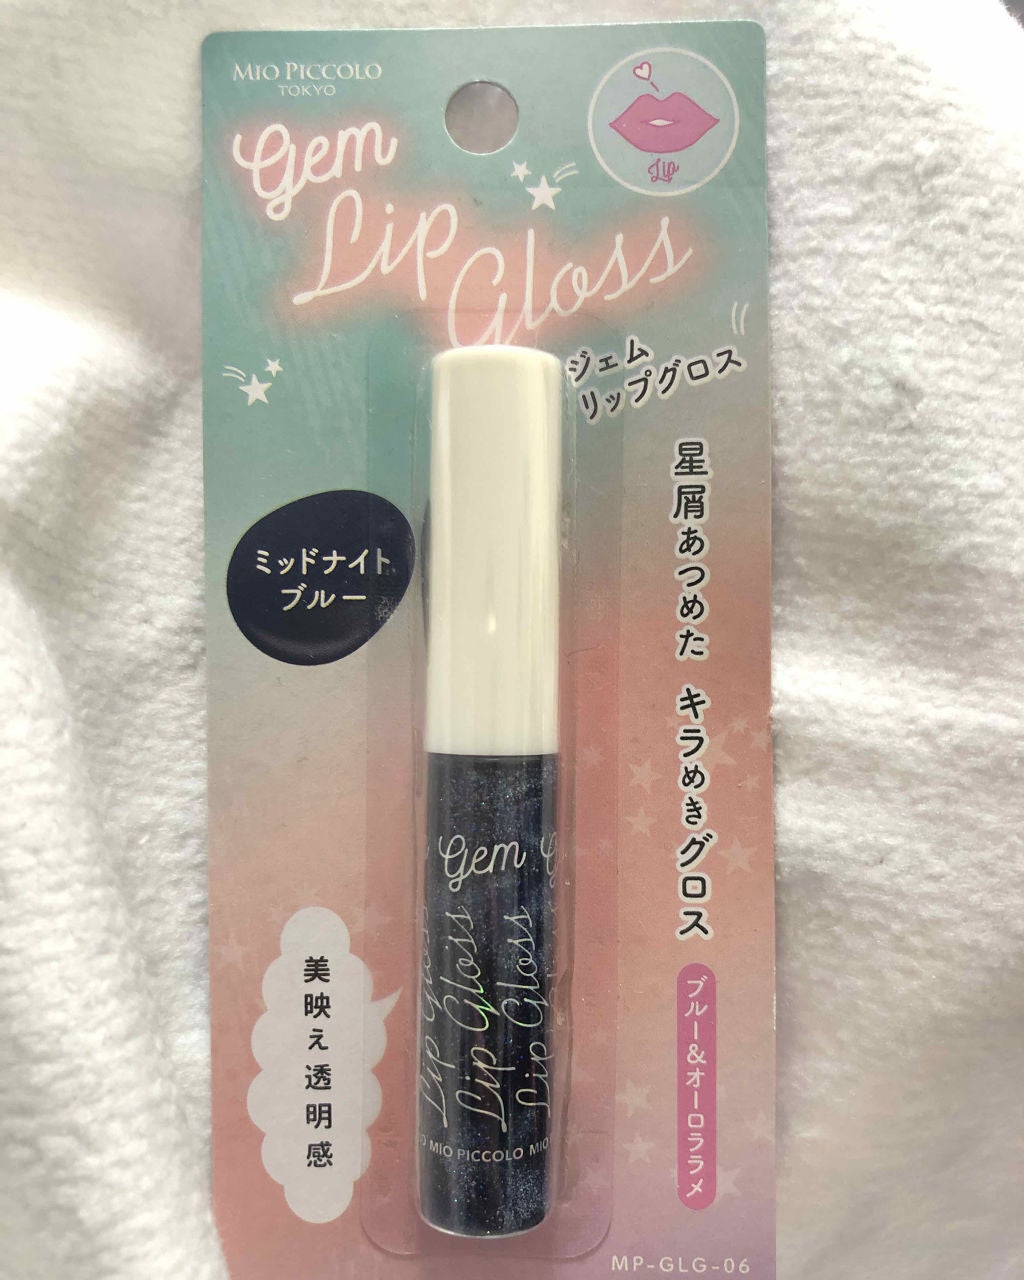 MIO PICCOLO
TOKYO
Gem
Lip
Gloss
Lip
ジェム
リップグロス
星屑あつめた キラめきグロス
ミッドナイト
ブルー
ブルー&オーロララメ
美映え透明感
Gem
Lip Gloss
Lip Gloss
Lip Gloss
MIO PICCOLO MIO
MP-GLG-06